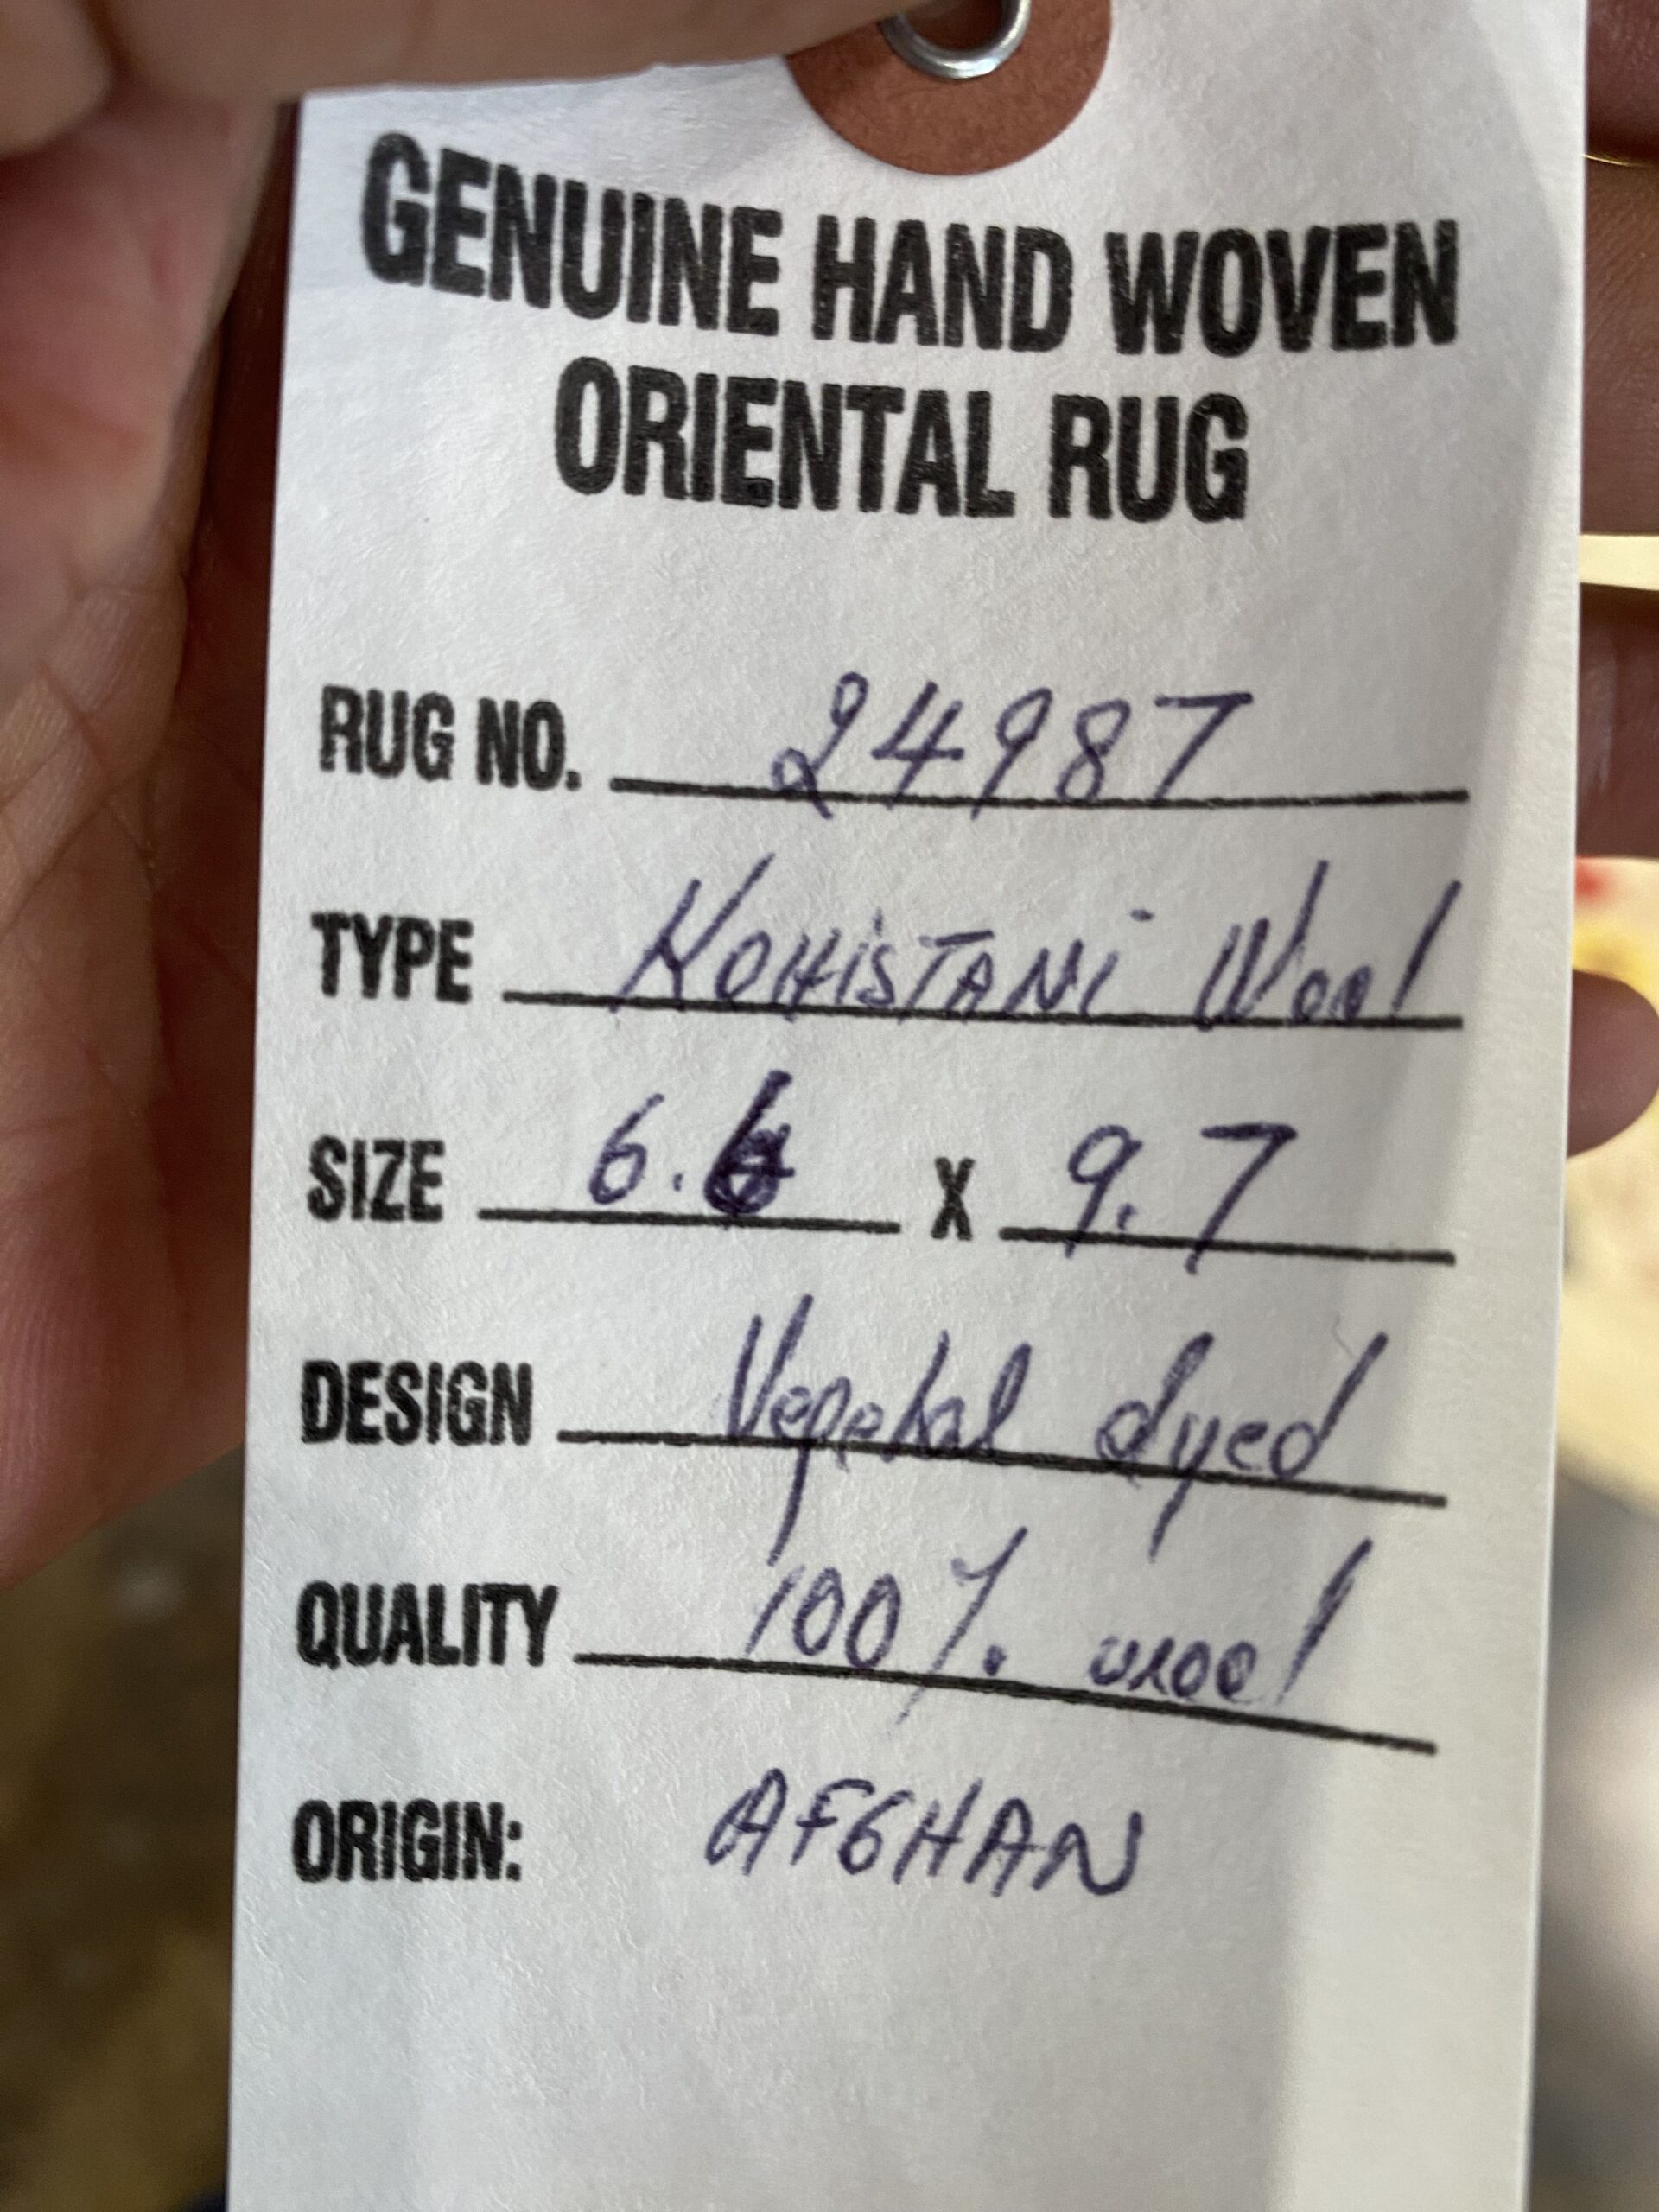 GENUINE HAND WOVEN
ORIENTAL RUG
RUG NO. 24987
TYPE KOHiSTANi Wool
SIZE 6.6 X 9.7
DESIGN Vegetal dyed
QUALITY 100% wool
ORIGIN: AFGHAN